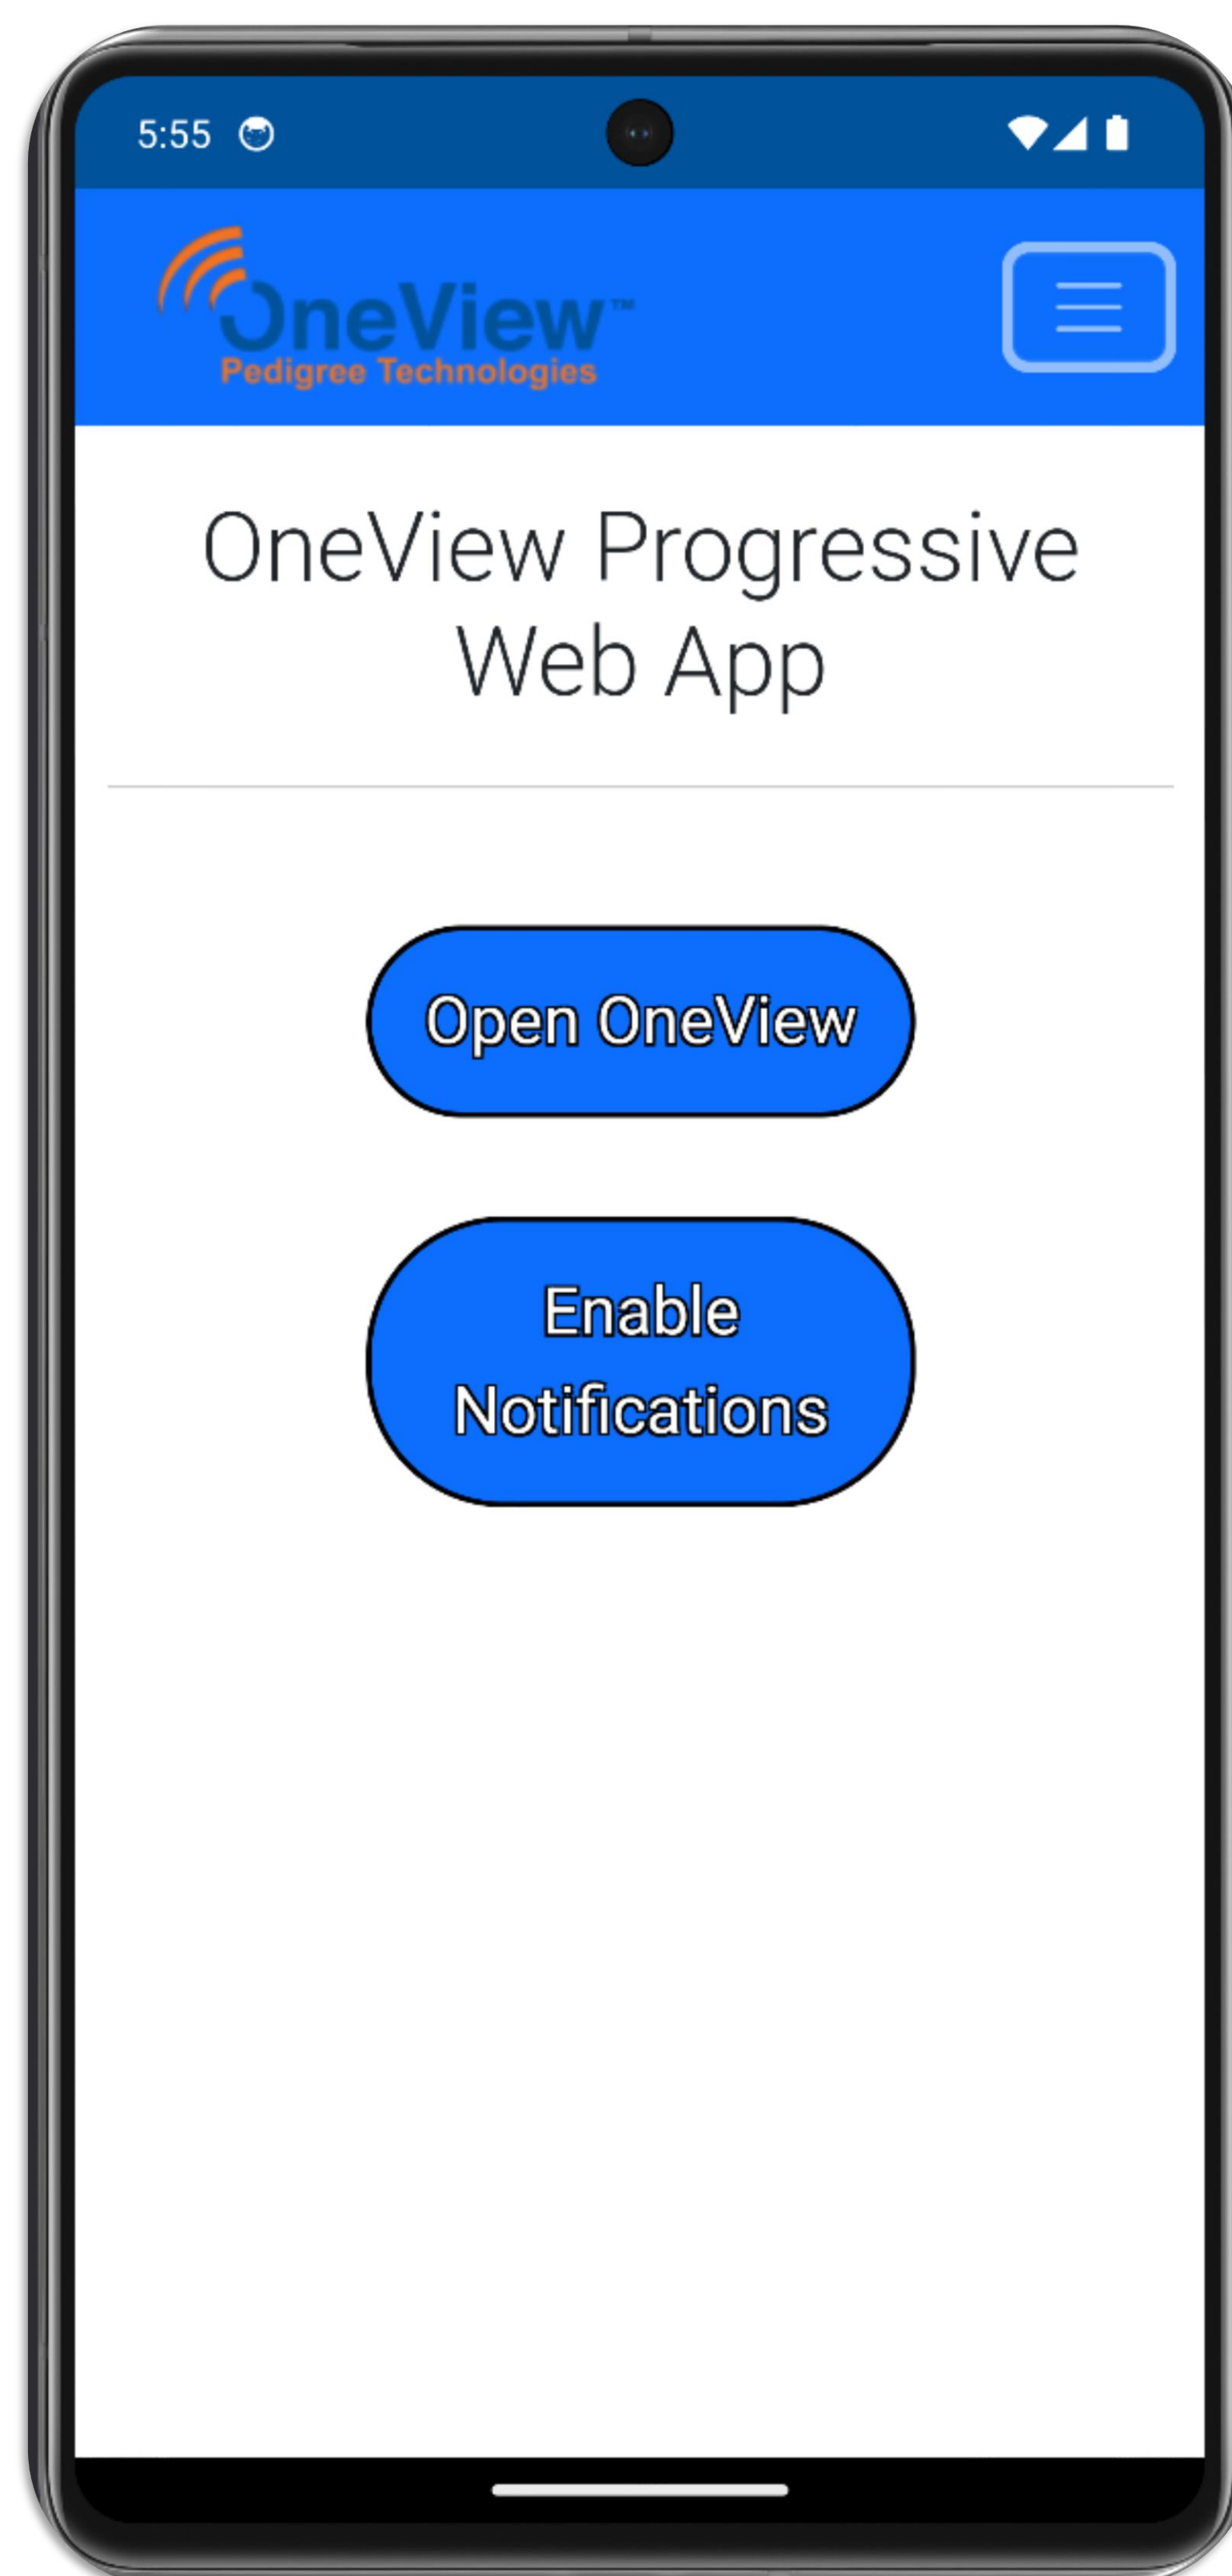 5:55
OneView™
Pedigree Technologies
OneView Progressive
Web App
Open OneView
Enable
Notifications